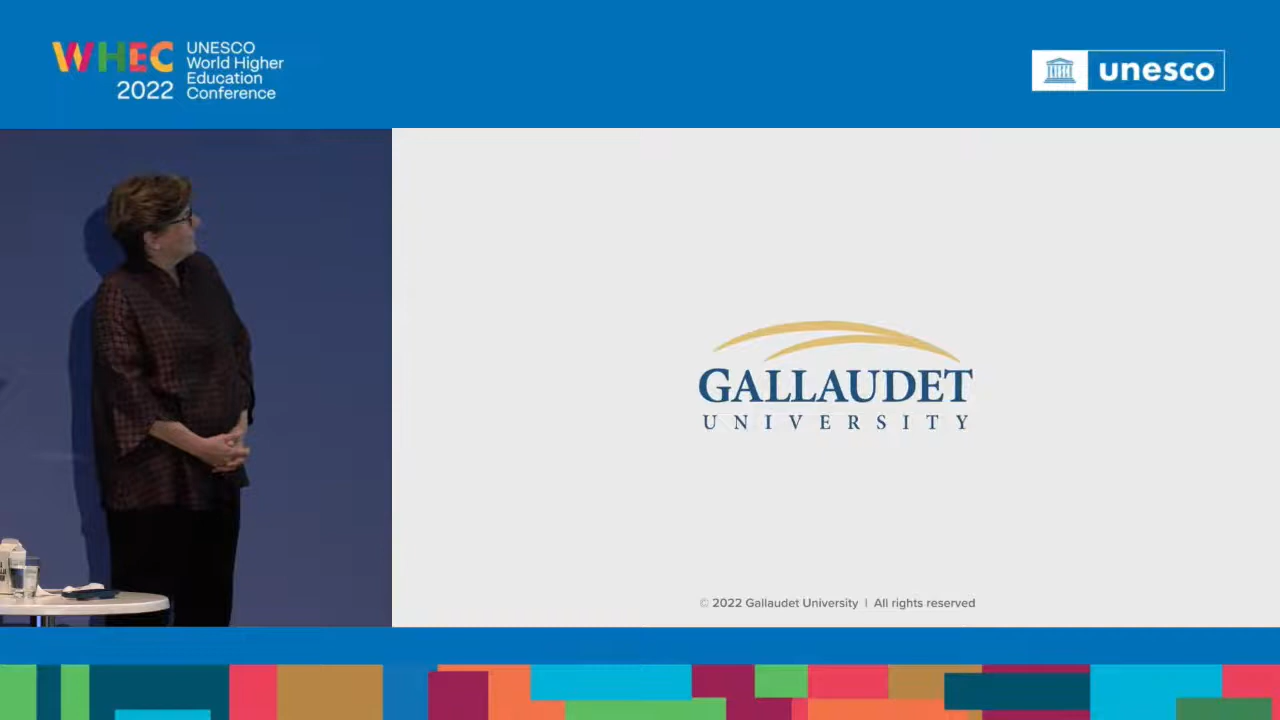 WHEC
2022
UNESCO
World Higher
Education
Conference
unesco
GALLAUDET
UNIVERSITY
© 2022 Gallaudet University | All rights reserved